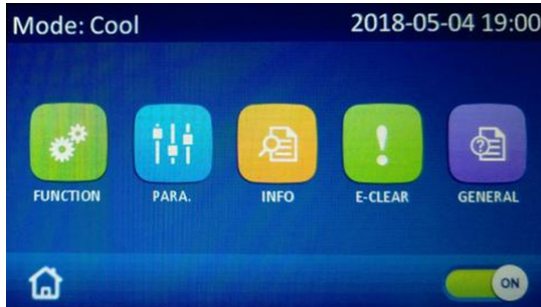 Mode: Cool 2018-05-04 19:00
FUNCTION PARA. INFO E-CLEAR GENERAL
ON